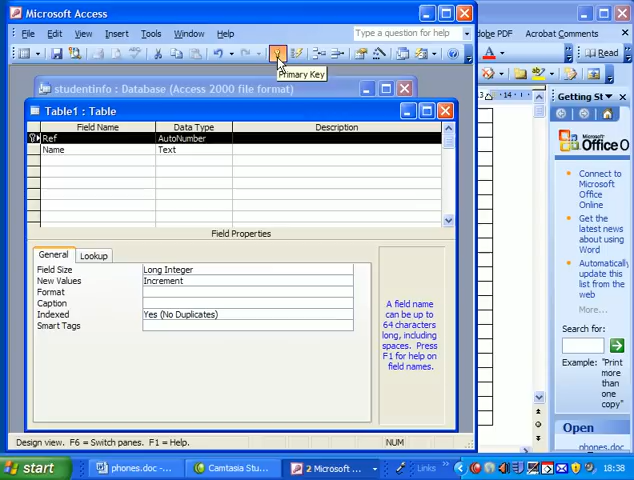 Microsoft Access
File Edit View Insert Tools Window Help
Type a question for help
Adobe PDF Acrobat Comments
Primary Key
A Read
studentinfo : Database (Access 2000 file format)
Table1 : Table
Field Name Data Type Description
Ref AutoNumber
Name Text
Field Properties
General Lookup
Field Size Long Integer
New Values Increment
Format
Caption
Indexed Yes (No Duplicates)
Smart Tags
A field name
can be up to
64 characters
long, including
spaces. Press
F1 for help on
field names.
Design view. F6 = Switch panes. F1 = Help.
NUM
14
Getting St
Office O
Connect to
Microsoft
Office
Online
Get the
latest news
about using
Word
Automatically
update this
list from the
web
More...
Search for:
Example:
"Print
more
than one
copy"
Open
phones.doc
start phones.doc - ... Camtasia Stu... 2 Microsoft ... Links 18:38